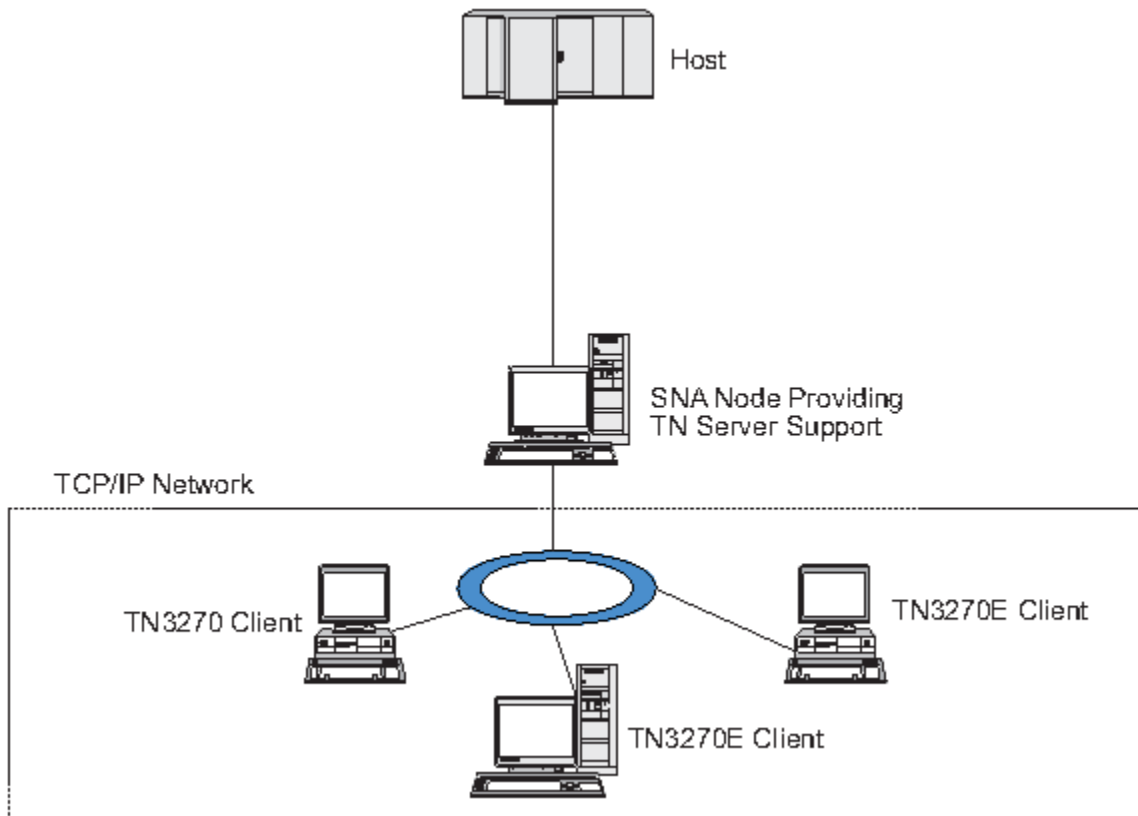 Host
SNA Node Providing
TN Server Support
TCP/IP Network
TN3270 Client
TN3270E Client
TN3270E Client